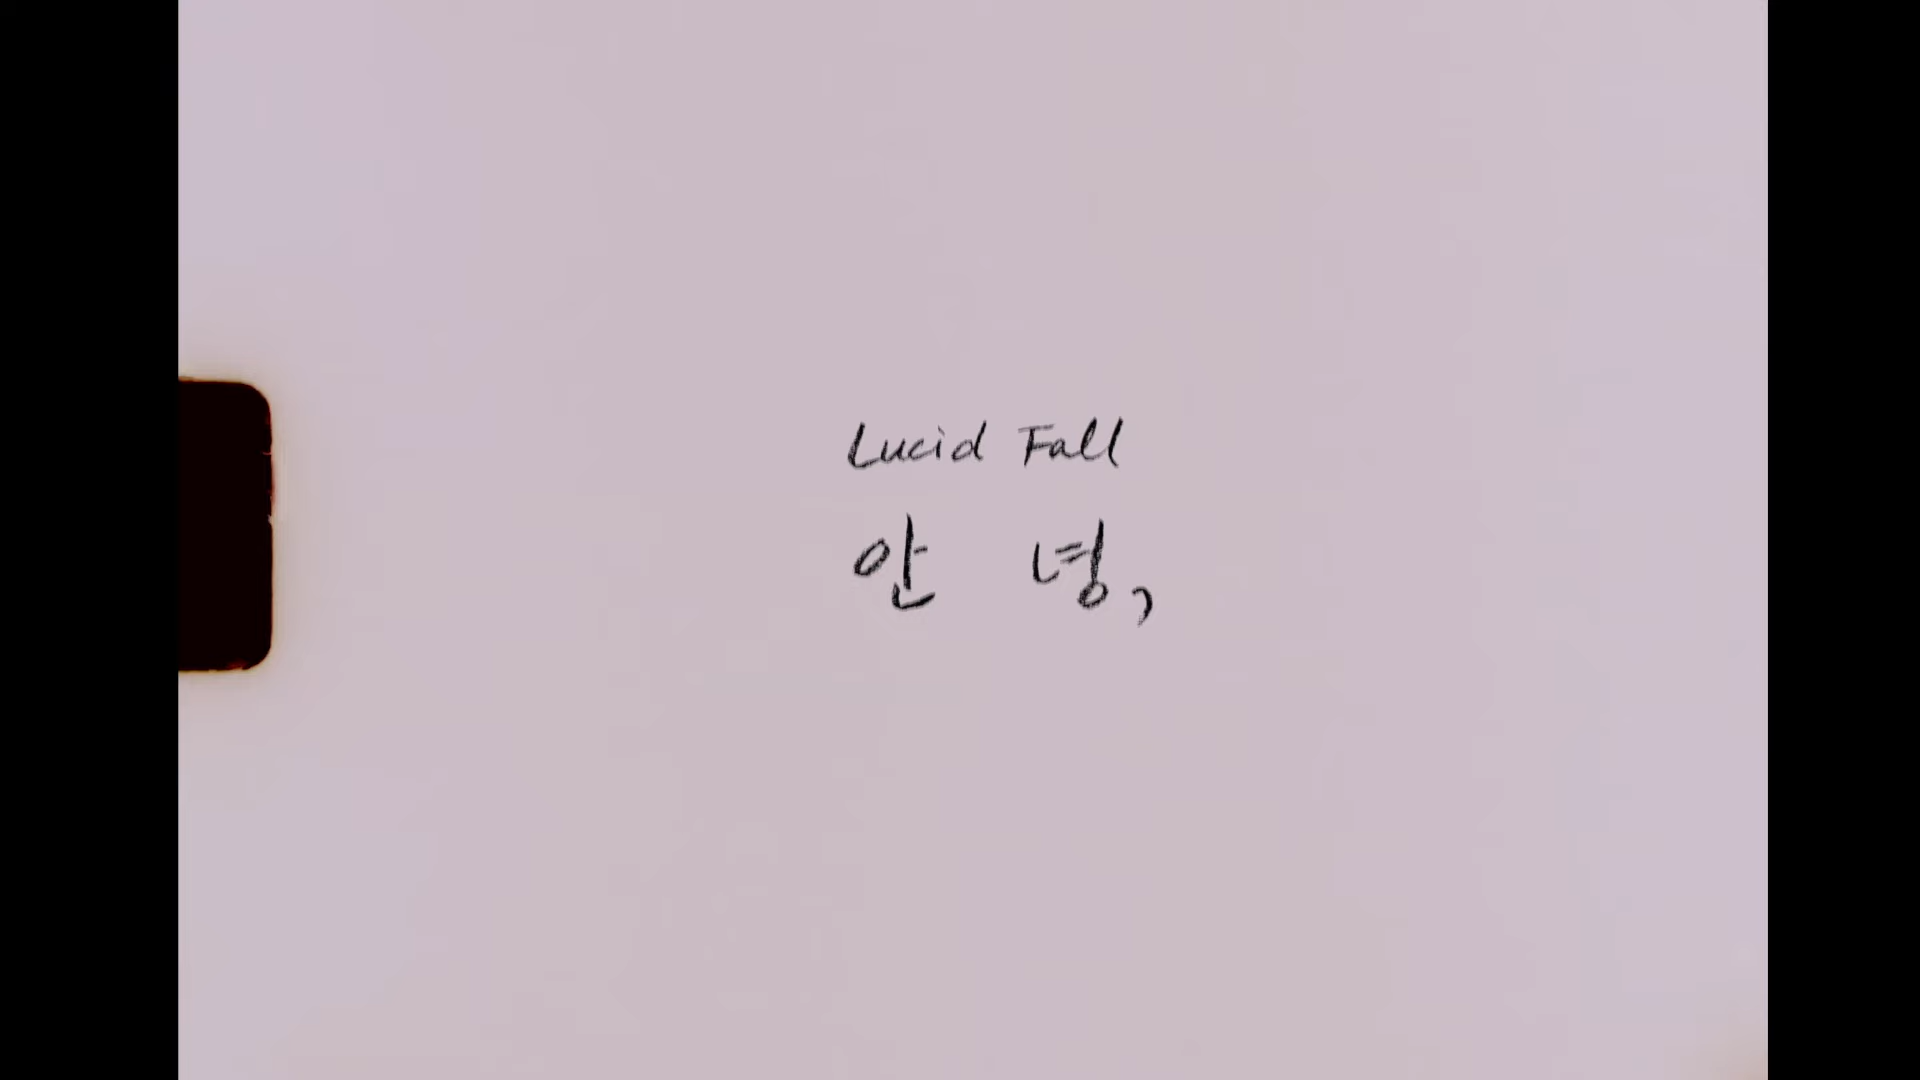 Lucid Fall
안 녕,